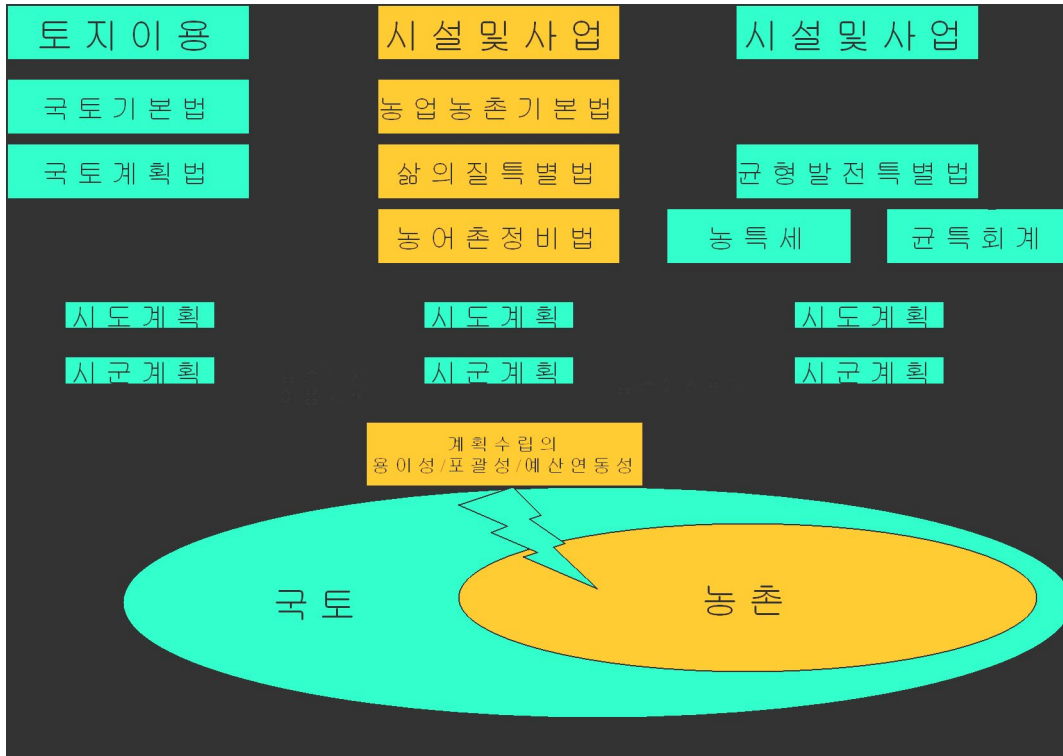 토지이용
시설및사업
시설및사업
국토기본법
농업농촌기본법
국토계획법
삶의질특별법
균형발전특별법
농어촌정비법
농특세
균특회계
시도계획
시도계획
시도계획
시군계획
시군계획
시군계획
계획수립의
용이성/포괄성/예산연동성
국토
농촌